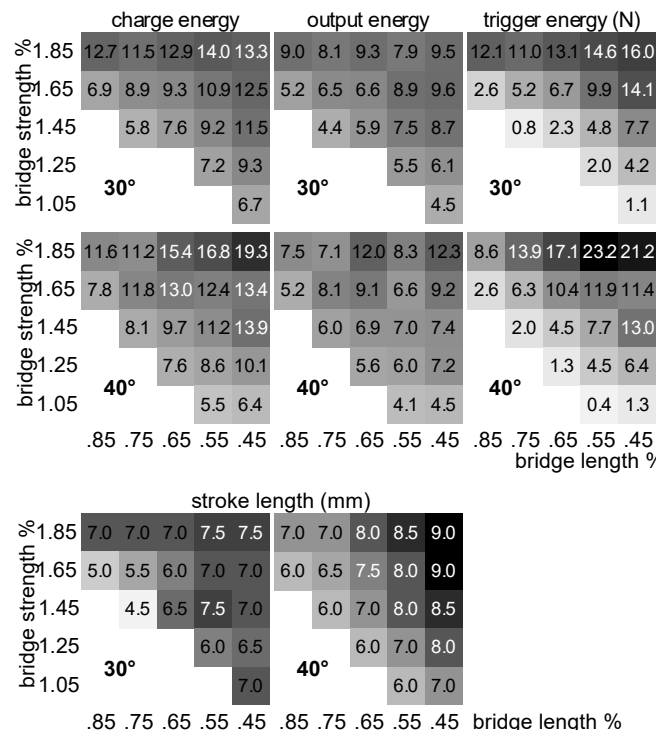 charge energy output energy trigger energy (N)
bridge strength %
1.85 12.7 11.5 12.9 14.0 13.3 9.0 8.1 9.3 7.9 9.5 12.1 11.0 13.1 14.6 16.0
1.65 6.9 8.9 9.3 10.9 12.5 5.2 6.5 6.6 8.9 9.6 2.6 5.2 6.7 9.9 14.1
1.45 5.8 7.6 9.2 11.5 4.4 5.9 7.5 8.7 0.8 2.3 4.8 7.7
1.25 7.2 9.3 5.5 6.1 2.0 4.2
30° 30° 30°
1.05 6.7 4.5 1.1
bridge strength %
1.85 11.6 11.2 15.4 16.8 19.3 7.5 7.1 12.0 8.3 12.3 8.6 13.9 17.1 23.2 21.2
1.65 7.8 11.8 13.0 12.4 13.4 5.2 8.1 9.1 6.6 9.2 2.6 6.3 10.4 11.9 11.4
1.45 8.1 9.7 11.2 13.9 6.0 6.9 7.0 7.4 2.0 4.5 7.7 13.0
1.25 7.6 8.6 10.1 5.6 6.0 7.2 1.3 4.5 6.4
40° 40° 40°
1.05 5.5 6.4 4.1 4.5 0.4 1.3
.85 .75 .65 .55 .45 .85 .75 .65 .55 .45 .85 .75 .65 .55 .45
bridge length %
stroke length (mm)
bridge strength %
1.85 7.0 7.0 7.0 7.5 7.5 7.0 7.0 8.0 8.5 9.0
1.65 5.0 5.5 6.0 7.0 7.0 6.0 6.5 7.5 8.0 9.0
1.45 4.5 6.5 7.5 7.0 6.0 7.0 8.0 8.5
1.25 6.0 6.5 6.0 7.0 8.0
30° 40°
1.05 7.0 6.0 7.0
.85 .75 .65 .55 .45 .85 .75 .65 .55 .45 bridge length %